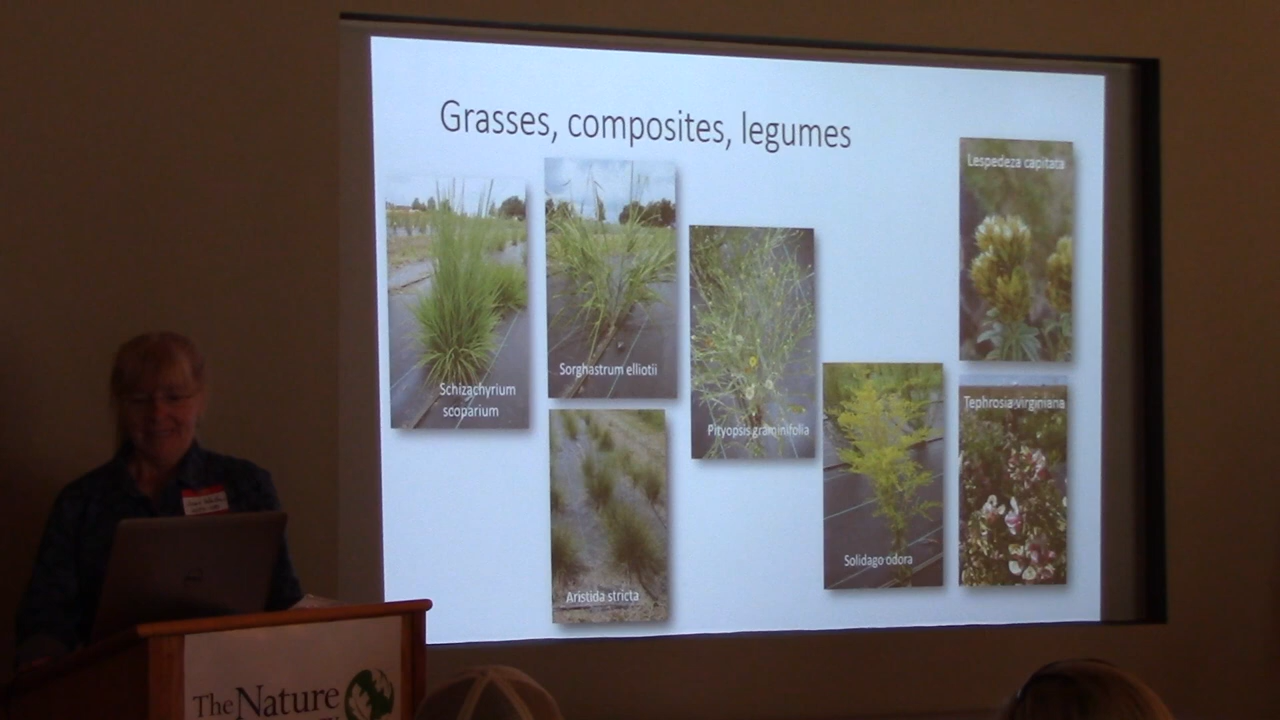 Grasses, composites, legumes
Schizachyrium
scoparium
Sorghastrum elliotii
Aristida stricta
Pityopsis graminifolia
Solidago odora
Lespedeza capitata
Tephrosia virginiana
The Nature